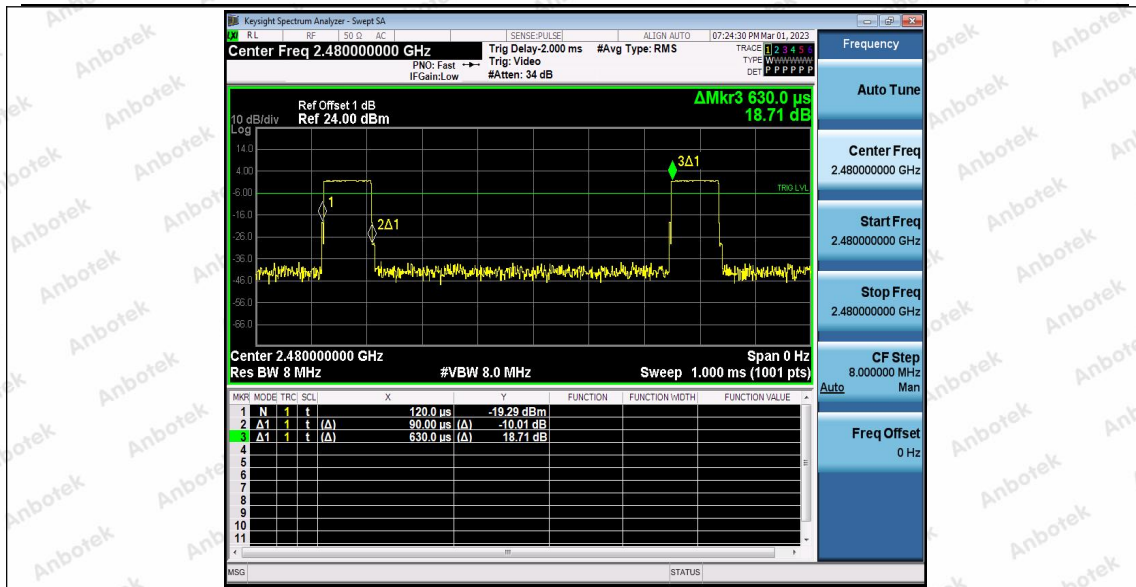 Keysight Spectrum Analyzer - Swept SA
LXI RL RF 50 Ω AC SENSE:PULSE ALIGN AUTO 07:24:30 PM Mar 01, 2023
Center Freq 2.480000000 GHz
PNO: Fast
IFGain:Low
Trig Delay-2.000 ms
Trig: Video
#Atten: 34 dB
#Avg Type: RMS
TRACE 1 2 3 4 5 6
TYPE WWWWWW
DET P P P P P P
Frequency
Auto Tune
Center Freq
2.480000000 GHz
Start Freq
2.480000000 GHz
Stop Freq
2.480000000 GHz
CF Step
8.000000 MHz
Auto Man
Freq Offset
0 Hz
ΔMkr3 630.0 µs
18.71 dB
Ref Offset 1 dB
10 dB/div Ref 24.00 dBm
Log
14.0
4.00
-6.00
-16.0
-26.0
-36.0
-46.0
-56.0
-66.0
1
2Δ1
3Δ1
TRIG LVL
Center 2.480000000 GHz Span 0 Hz
Res BW 8 MHz #VBW 8.0 MHz Sweep 1.000 ms (1001 pts)
MKR MODE TRC SCL X Y FUNCTION FUNCTION WIDTH FUNCTION VALUE
1 N 1 t 120.0 µs -19.29 dBm
2 Δ1 1 t (Δ) 90.00 µs (Δ) -10.01 dB
3 Δ1 1 t (Δ) 630.0 µs (Δ) 18.71 dB
4
5
6
7
8
9
10
11
MSG STATUS
Anbotek